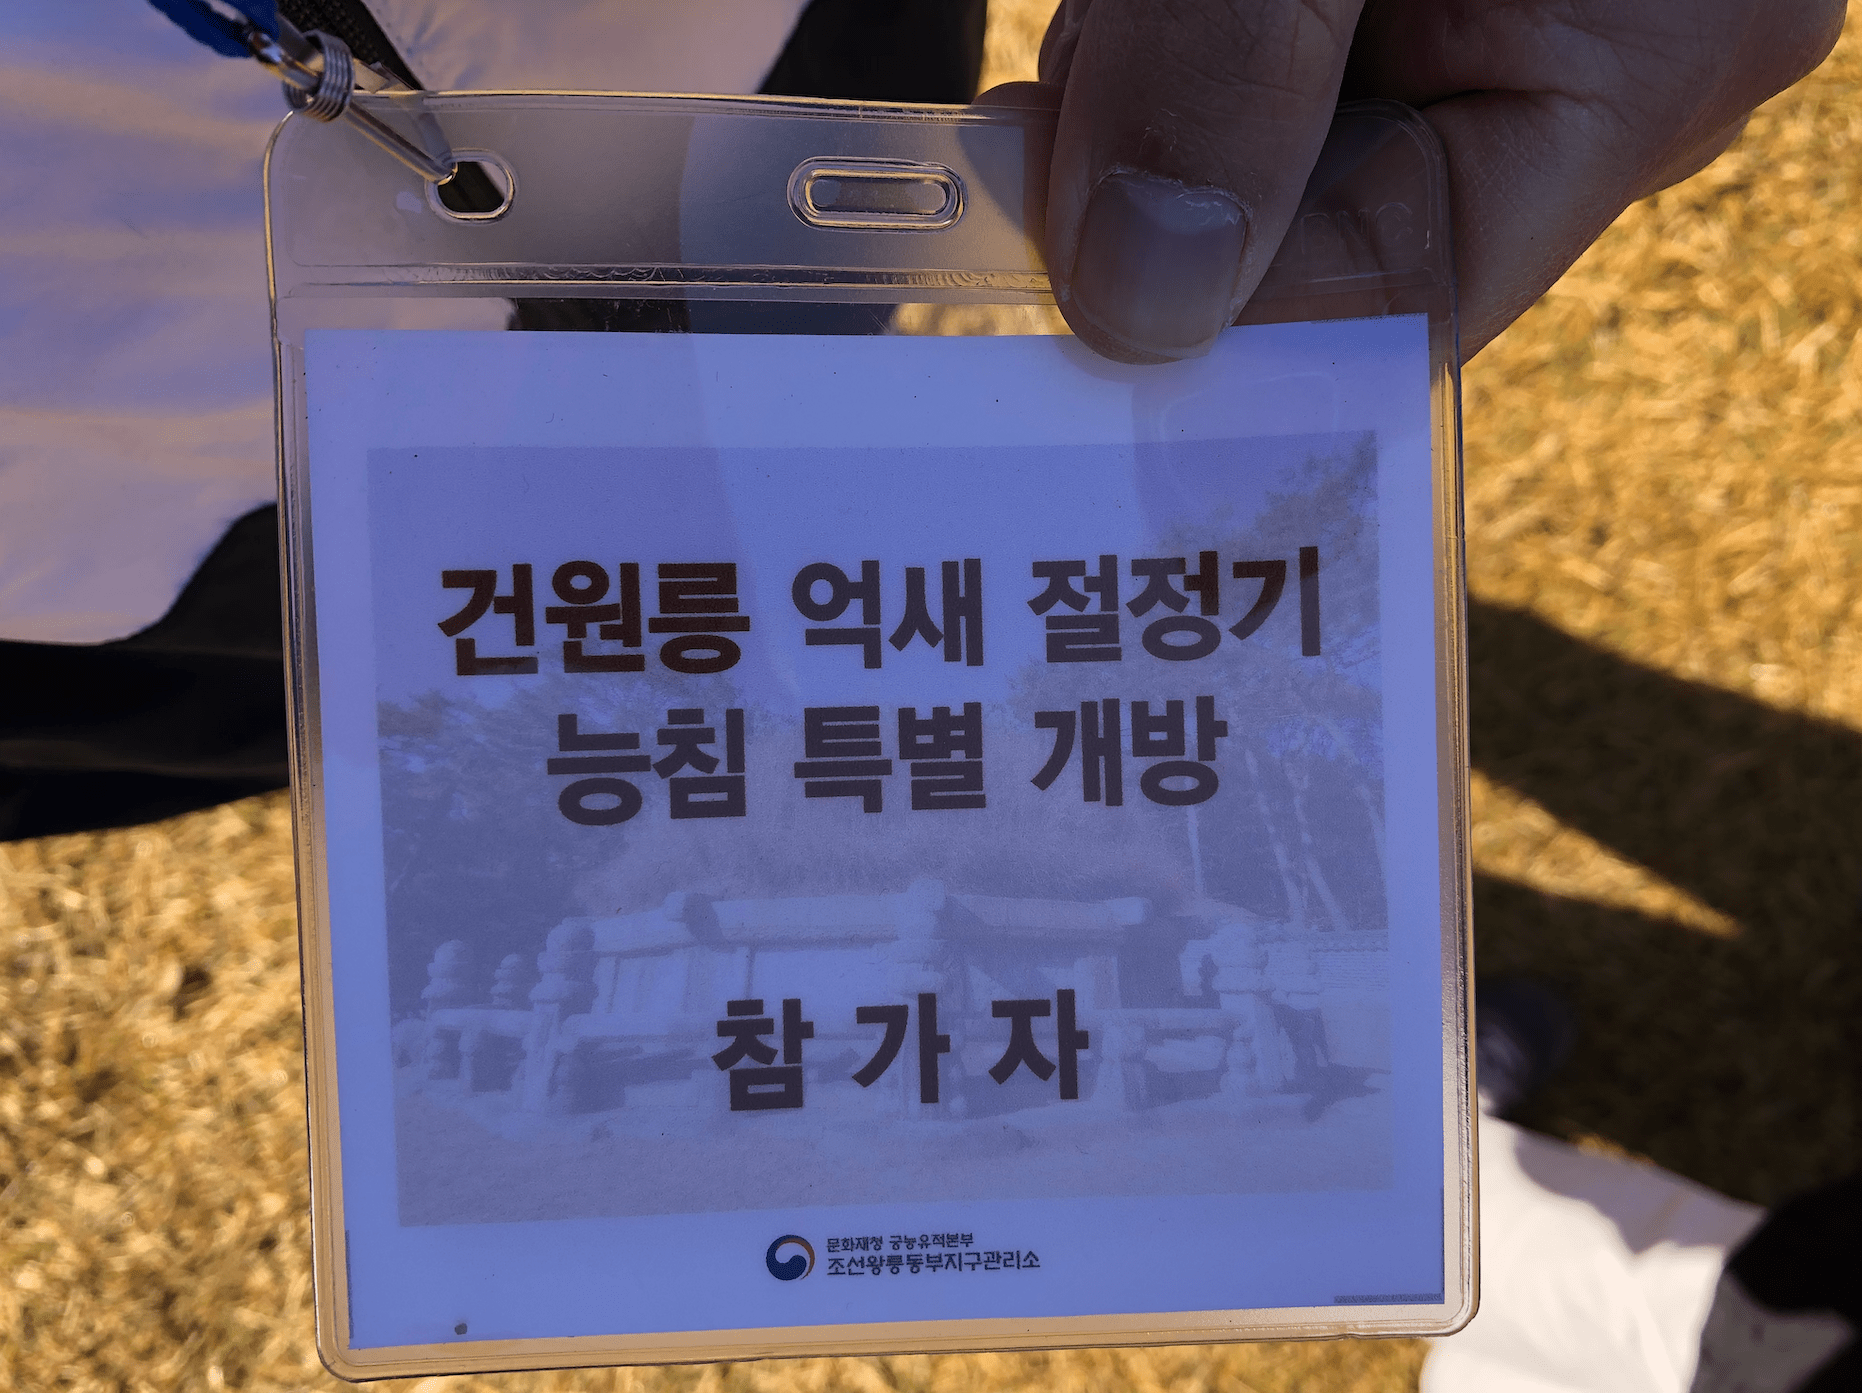 건원릉 억새 절정기
능침 특별 개방
참가자
문화재청 궁능유적본부
조선왕릉동부지구관리소